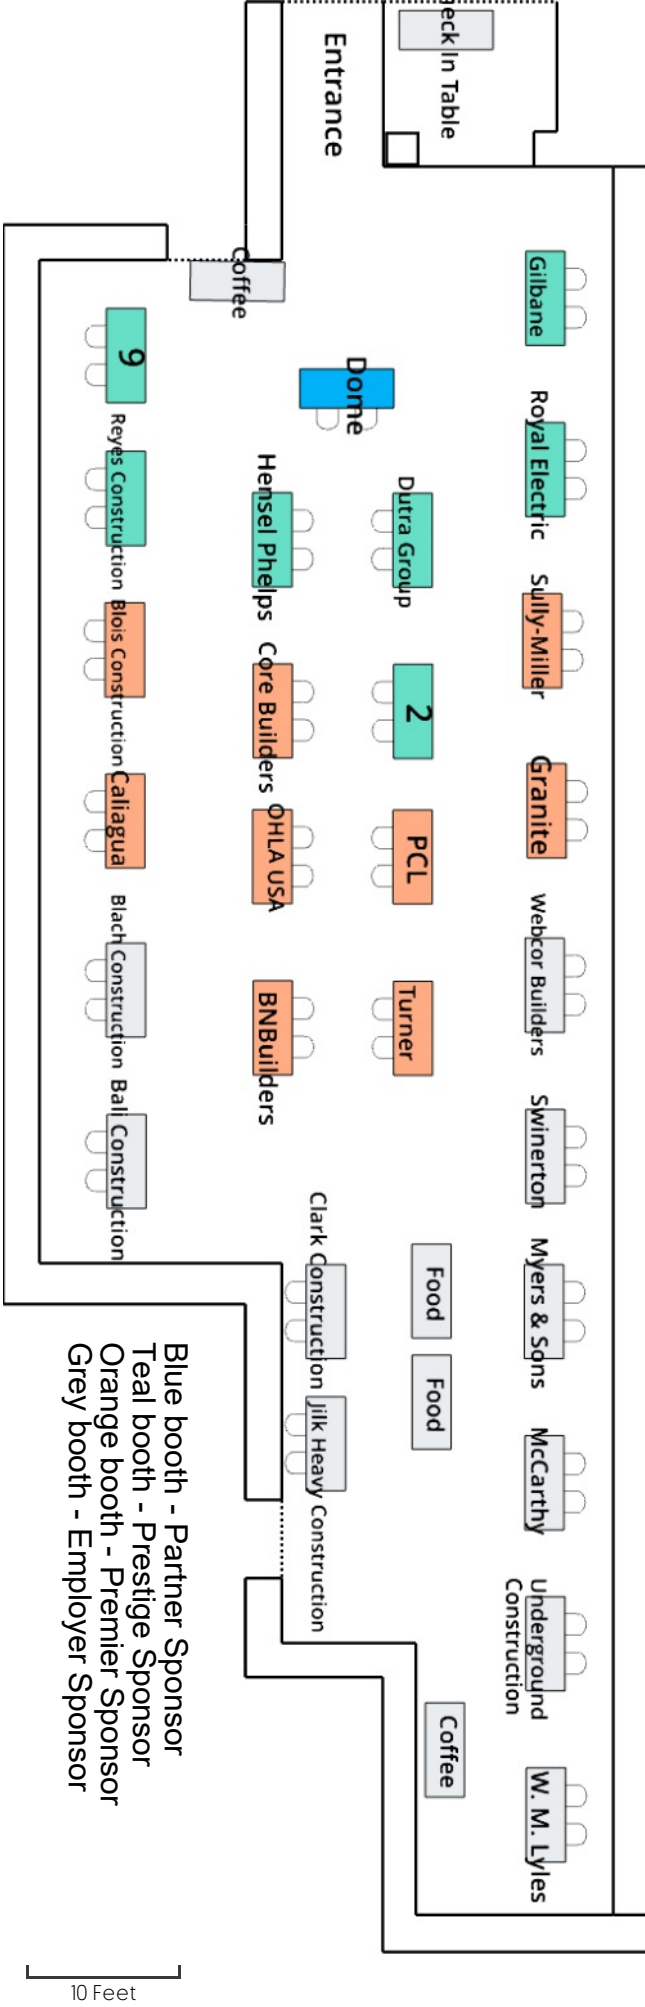 Entrance
eck In Table
Coffee
Gilbane
9
Dome
Royal Electric
Reyes Construction
Hensel Phelps
Dutra Group
Sully-Miller
Blois Construction
Core Builders
2
Granite
Caliagua
OHLA USA
PCL
Webcor Builders
Blach Construction
BNBuilders
Turner
Swinerton
Bali Construction
Clark Construction
Food
Myers & Sons
Food
Jilk Heavy Construction
McCarthy
Underground
Construction
Coffee
W. M. Lyles
Blue booth - Partner Sponsor
Teal booth - Prestige Sponsor
Orange booth - Premier Sponsor
Grey booth - Employer Sponsor
10 Feet